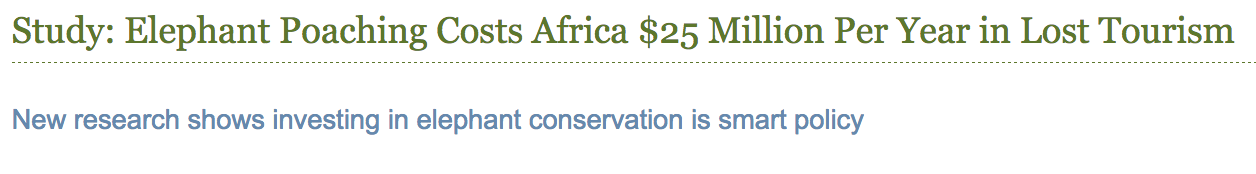 Study: Elephant Poaching Costs Africa $25 Million Per Year in Lost Tourism
New research shows investing in elephant conservation is smart policy